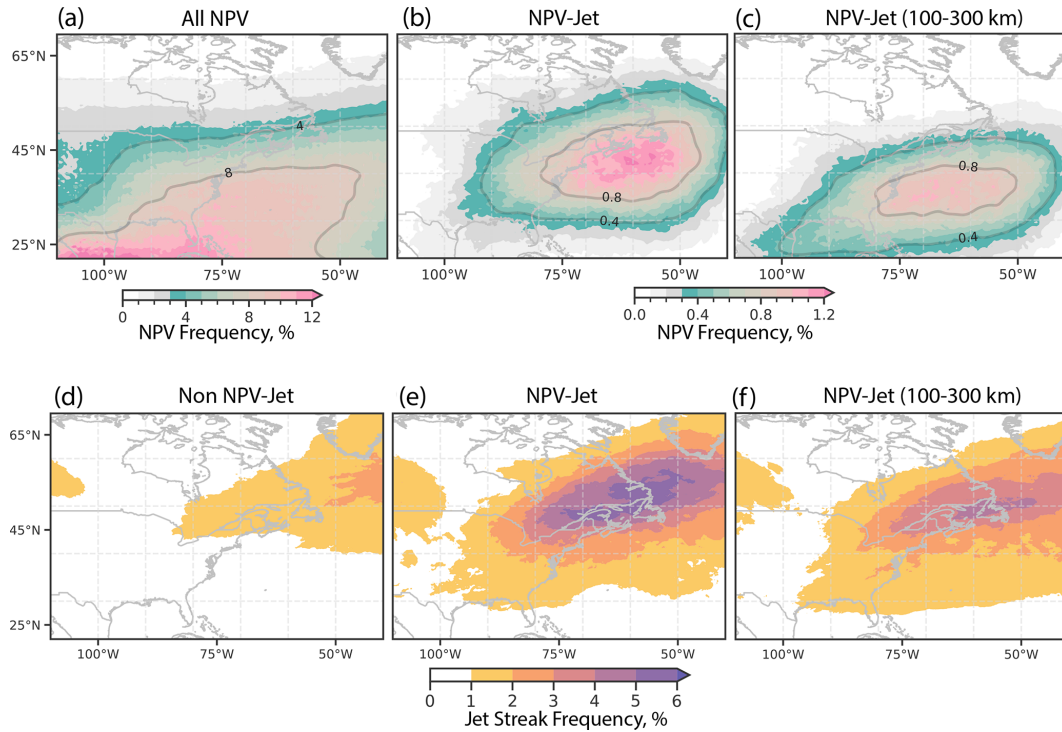 (a) All NPV
(b) NPV-Jet
(c) NPV-Jet (100-300 km)
65°N
45°N
25°N
4
8
0.8
0.4
0.8
0.4
100°W 75°W 50°W
100°W 75°W 50°W
100°W 75°W 50°W
0 4 8 12
NPV Frequency, %
0.0 0.4 0.8 1.2
NPV Frequency, %
(d) Non NPV-Jet
(e) NPV-Jet
(f) NPV-Jet (100-300 km)
65°N
45°N
25°N
100°W 75°W 50°W
100°W 75°W 50°W
100°W 75°W 50°W
0 1 2 3 4 5 6
Jet Streak Frequency, %